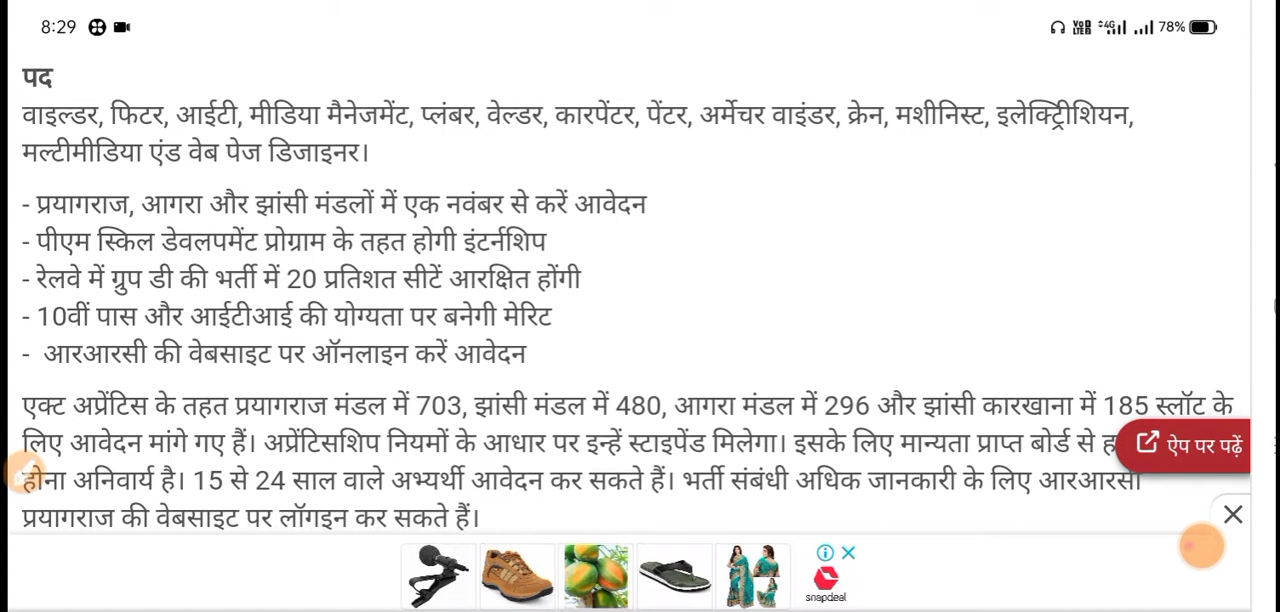 8:29
VoD LTE2 4G 78%
पद
वाइल्डर, फिटर, आईटी, मीडिया मैनेजमेंट, प्लंबर, वेल्डर, कारपेंटर, पेंटर, अर्मेचर वाइंडर, क्रेन, मशीनिस्ट, इलेक्ट्रिीशियन,
मल्टीमीडिया एंड वेब पेज डिजाइनर।
- प्रयागराज, आगरा और झांसी मंडलों में एक नवंबर से करें आवेदन
- पीएम स्किल डेवलपमेंट प्रोग्राम के तहत होगी इंटर्नशिप
- रेलवे में ग्रुप डी की भर्ती में 20 प्रतिशत सीटें आरक्षित होंगी
- 10वीं पास और आईटीआई की योग्यता पर बनेगी मेरिट
- आरआरसी की वेबसाइट पर ऑनलाइन करें आवेदन
एक्ट अप्रेंटिस के तहत प्रयागराज मंडल में 703, झांसी मंडल में 480, आगरा मंडल में 296 और झांसी कारखाना में 185 स्लॉट के
लिए आवेदन मांगे गए हैं। अप्रेंटिसशिप नियमों के आधार पर इन्हें स्टाइपेंड मिलेगा। इसके लिए मान्यता प्राप्त बोर्ड से
ऐप पर पढ़ें
होना अनिवार्य है। 15 से 24 साल वाले अभ्यर्थी आवेदन कर सकते हैं। भर्ती संबंधी अधिक जानकारी के लिए आरआरसी
प्रयागराज की वेबसाइट पर लॉगइन कर सकते हैं।
snapdeal